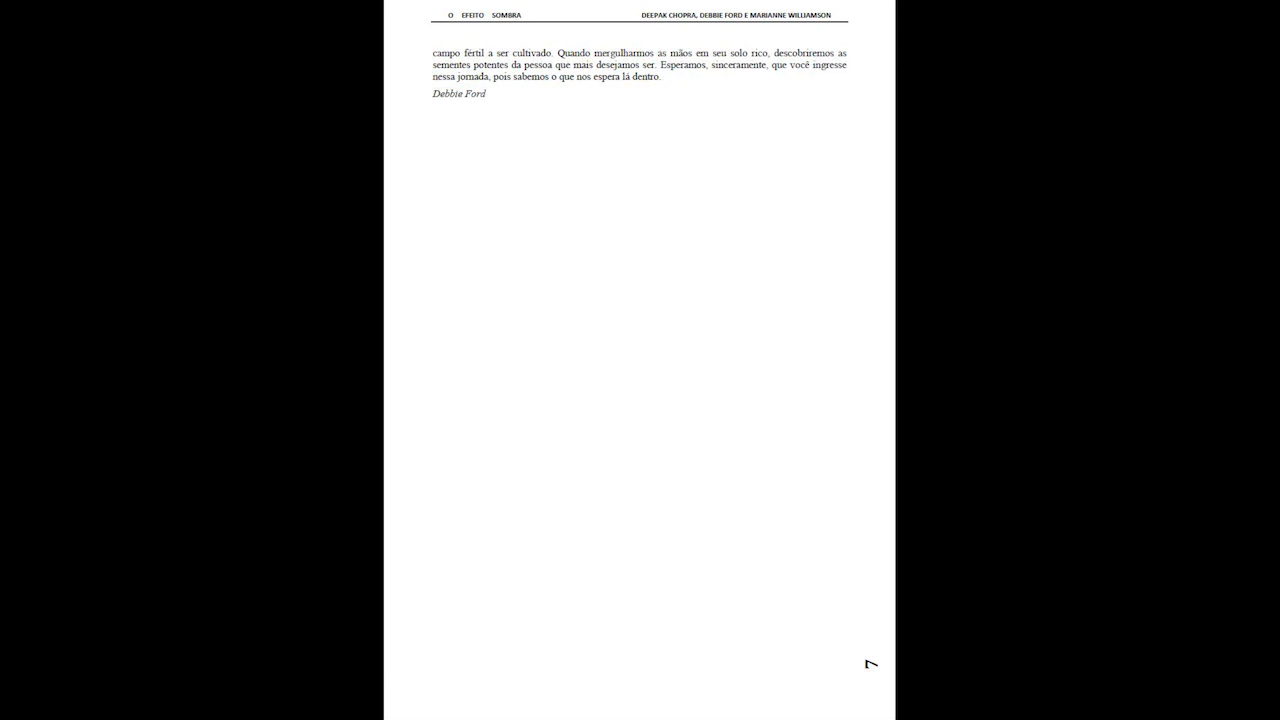 O EFEITO SOMBRA DEEPAK CHOPRA, DEBBIE FORD E MARIANNE WILLIAMSON
campo fértil a ser cultivado. Quando mergulharmos as mãos em seu solo rico, descobriremos as
sementes potentes da pessoa que mais desejamos ser. Esperamos, sinceramente, que você ingresse
nessa jornada, pois sabemos o que nos espera lá dentro.
Debbie Ford
7